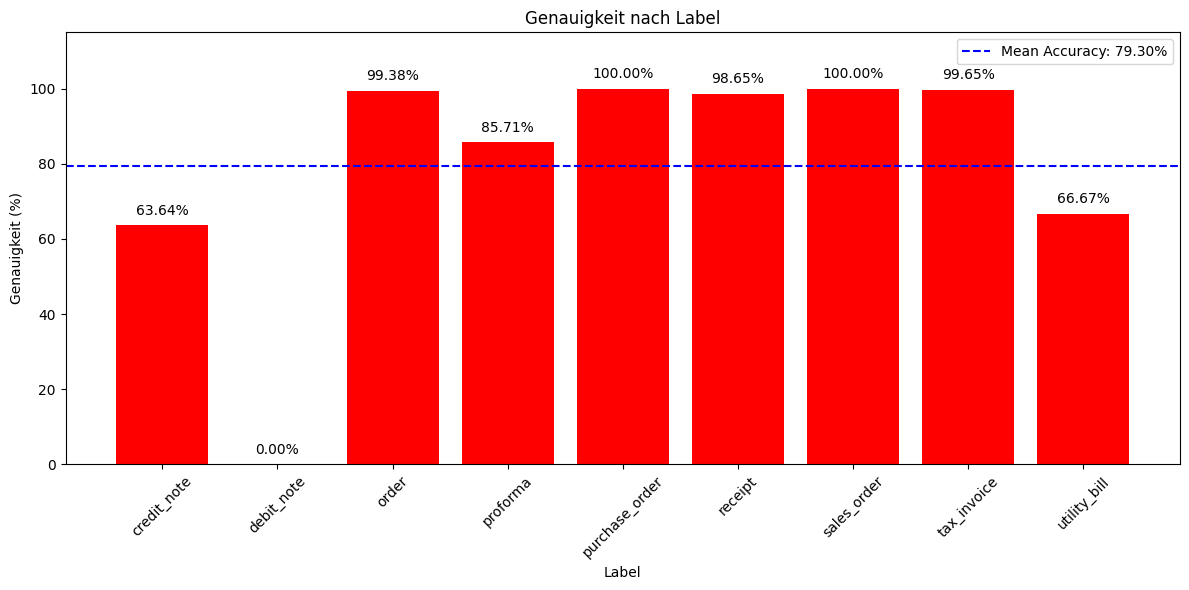 Genauigkeit nach Label
Mean Accuracy: 79.30%
Genauigkeit (%)
100
80
60
40
20
0
63.64%
0.00%
99.38%
85.71%
100.00%
98.65%
100.00%
99.65%
66.67%
credit_note
debit_note
order
proforma
purchase_order
receipt
sales_order
tax_invoice
utility_bill
Label